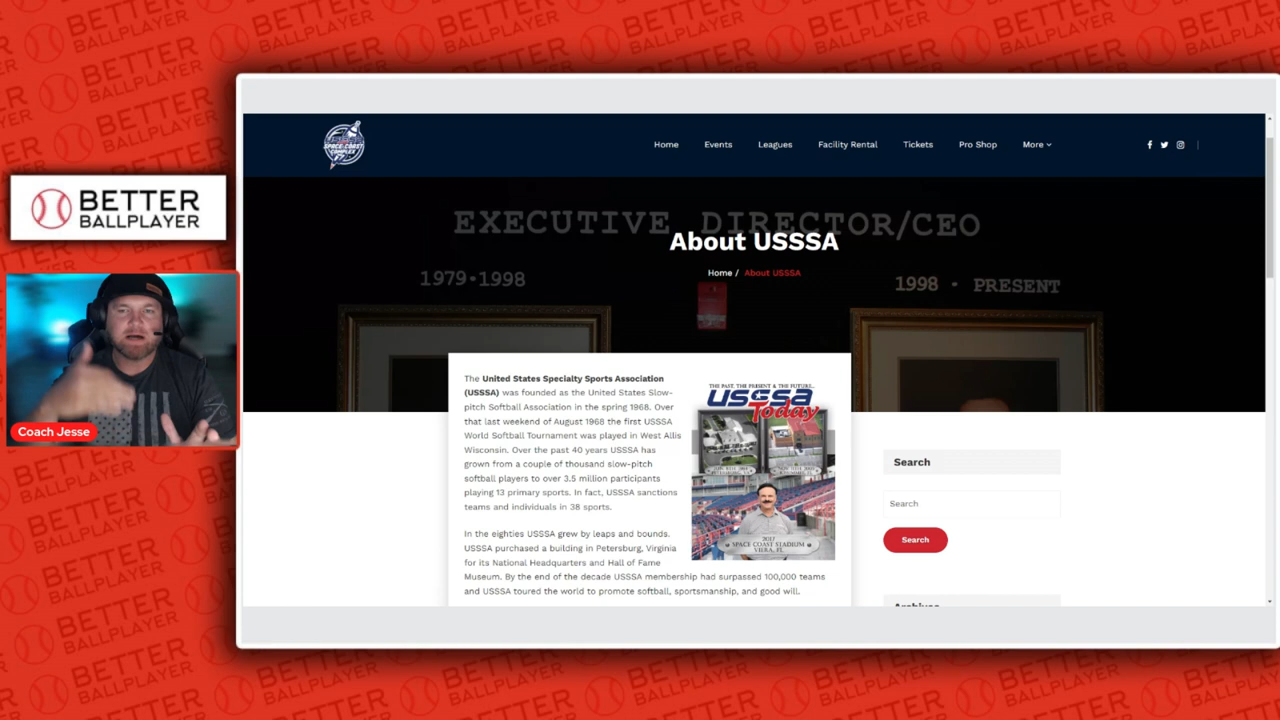 BETTER
BALLPLAYER
Coach Jesse
Home
Events
Leagues
Facility Rental
Tickets
Pro Shop
More
EXECUTIVE DIRECTOR/CEO
About USSSA
Home / About USSSA
1979·1998
1998 · PRESENT
The United States Specialty Sports Association
(USSSA) was founded as the United States Slow-
pitch Softball Association in the spring 1968. Over
that last weekend of August 1968 the first USSSA
World Softball Tournament was played in West Allis
Wisconsin. Over the past 40 years USSSA has
grown from a couple of thousand slow-pitch
softball players to over 3.5 million participants
playing 13 primary sports. In fact, USSSA sanctions
teams and individuals in 38 sports.
In the eighties USSSA grew by leaps and bounds.
USSSA purchased a building in Petersburg, Virginia
for its National Headquarters and Hall of Fame
Museum. By the end of the decade USSSA membership had surpassed 100,000 teams
and USSSA toured the world to promote softball, sportsmanship, and good will.
THE PAST, THE PRESENT & THE FUTURE...
USSSA
Today
2017
SPACE COAST STADIUM
VIERA, FL
Search
Search
Search
Archives